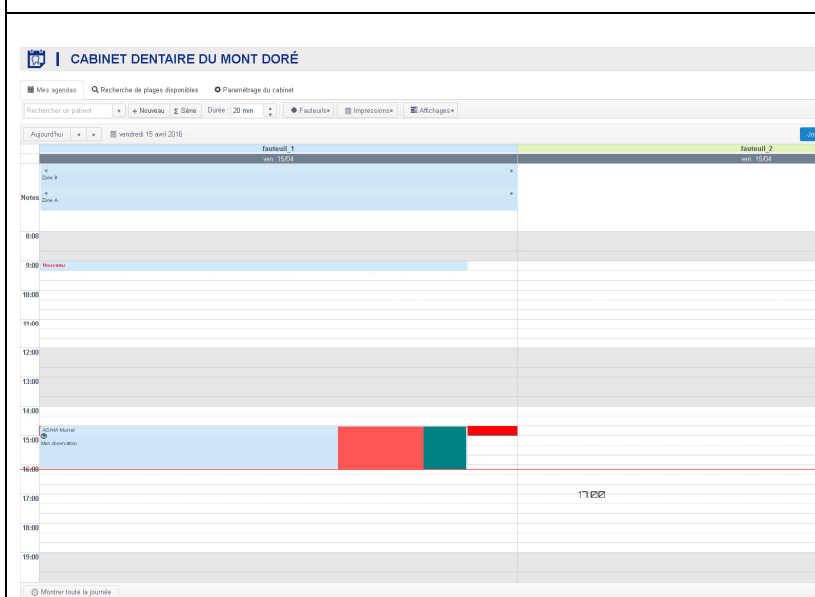 CABINET DENTAIRE DU MONT DORÉ
Mes agendas Recherche de plages disponibles Paramétrage du cabinet
Rechercher un patient + Nouveau Σ Série Durée : 20 min Fauteuils Impressions Affichages
Aujourd'hui vendredi 15 avril 2016
fauteuil_1 fauteuil_2
ven. 15/04 ven. 15/04
Zone B
Notes Zone A
8:00
9:00 Nouveau
10:00
11:00
12:00
13:00
14:00
ADAM Muriel
15:00
Mon observation
16:00
17:00 17:00
18:00
19:00
Montrer toute la journée